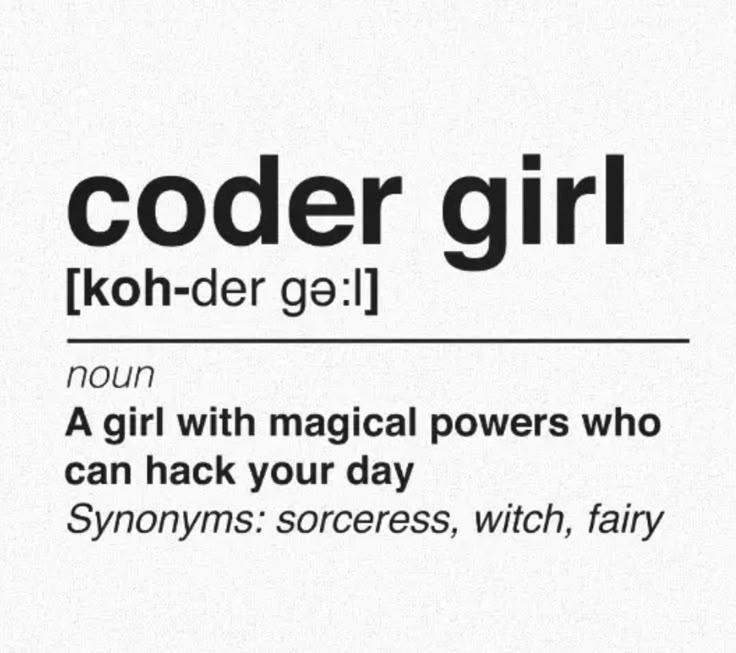 coder girl
[koh-der gə:l]
noun
A girl with magical powers who
can hack your day
Synonyms: sorceress, witch, fairy